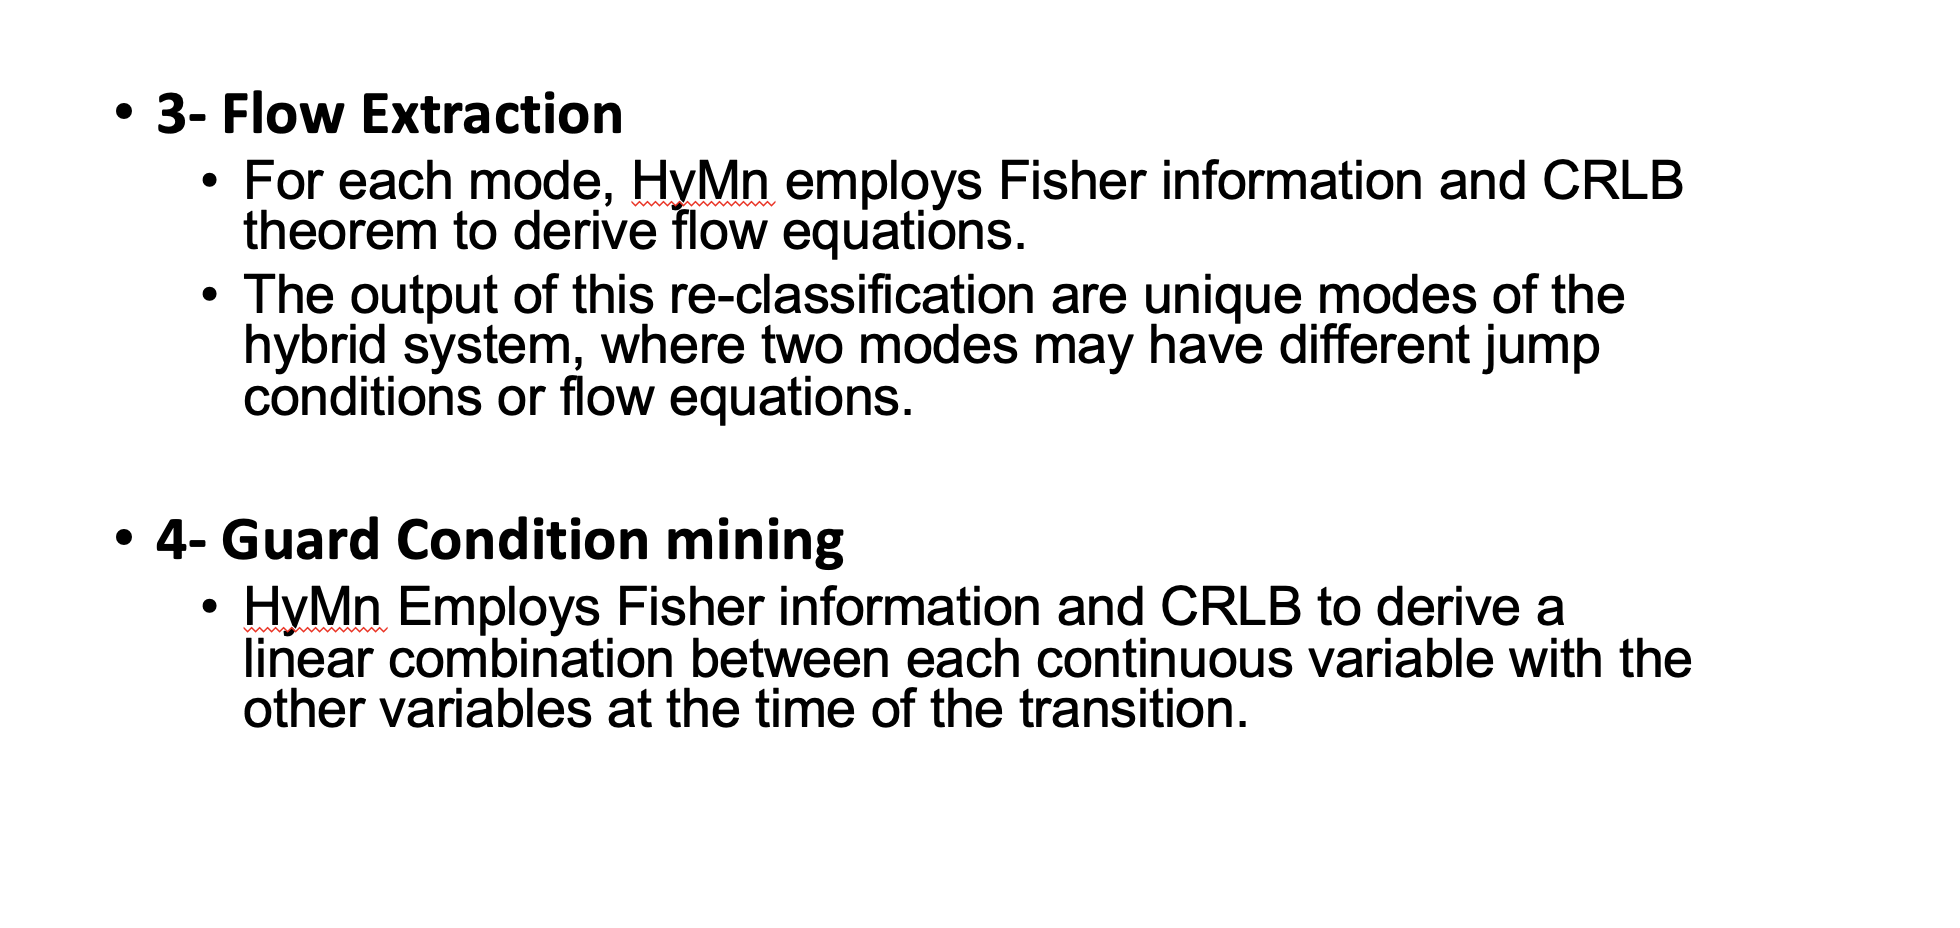 • 3- Flow Extraction
• For each mode, HyMn employs Fisher information and CRLB
theorem to derive flow equations.
• The output of this re-classification are unique modes of the
hybrid system, where two modes may have different jump
conditions or flow equations.
• 4- Guard Condition mining
• HyMn Employs Fisher information and CRLB to derive a
linear combination between each continuous variable with the
other variables at the time of the transition.